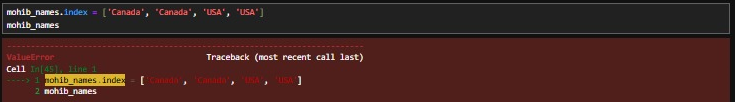 mohib_names.index = ['Canada', 'Canada', 'USA', 'USA']
mohib_names
---------------------------------------------------------------------------
ValueError                                Traceback (most recent call last)
Cell In[45], line 1
----> 1 mohib_names.index = ['Canada', 'Canada', 'USA', 'USA']
      2 mohib_names